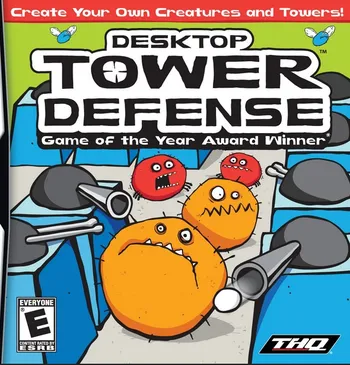 Create Your Own Creatures and Towers!
DESKTOP
TOWER
DEFENSE
TM
Game of the Year Award Winner
EVERYONE
E
CONTENT RATED BY
ESRB
THQ